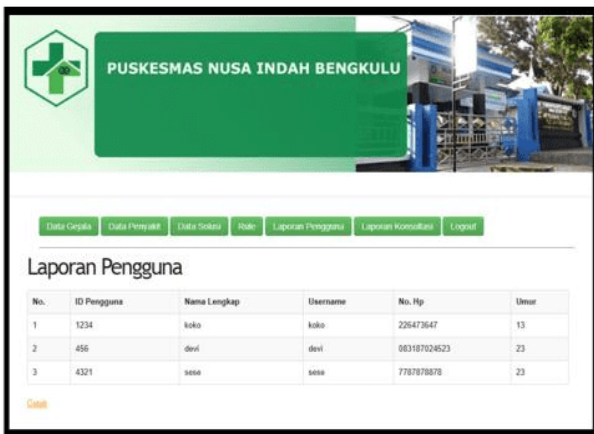 PUSKESMAS NUSA INDAH BENGKULU
Data Gejala Data Penyakit Data Solusi Rule Laporan Pengguna Laporan Konsultasi Logout
Laporan Pengguna
No. ID Pengguna Nama Lengkap Username No. Hp Umur
1 1234 koko koko 226473647 13
2 456 devi devi 083187024523 23
3 4321 sese sese 7787878878 23
Cetak